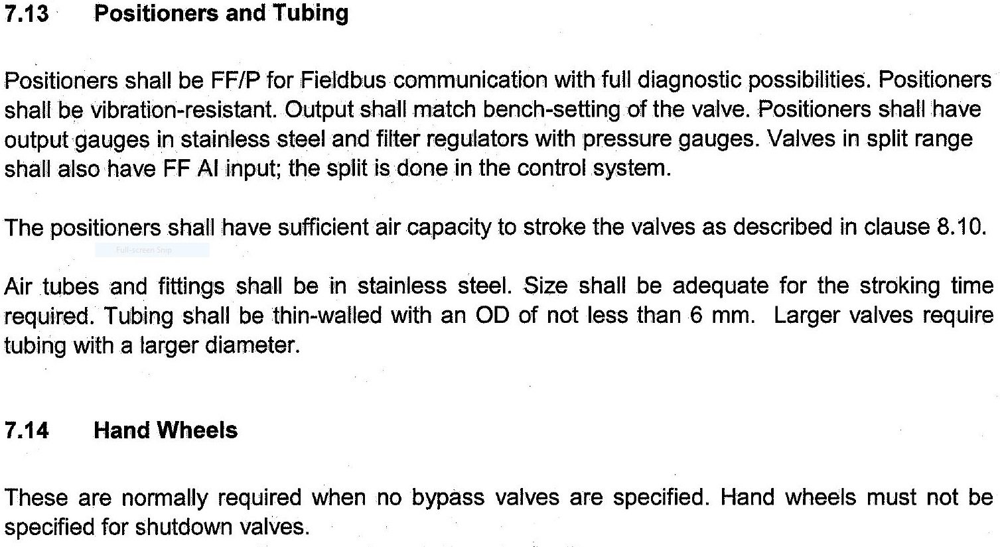 7.13 Positioners and Tubing
Positioners shall be FF/P for Fieldbus communication with full diagnostic possibilities. Positioners
shall be vibration-resistant. Output shall match bench-setting of the valve. Positioners shall have
output gauges in stainless steel and filter regulators with pressure gauges. Valves in split range
shall also have FF AI input; the split is done in the control system.
The positioners shall have sufficient air capacity to stroke the valves as described in clause 8.10.
Full-screen Snip
Air tubes and fittings shall be in stainless steel. Size shall be adequate for the stroking time
required. Tubing shall be thin-walled with an OD of not less than 6 mm. Larger valves require
tubing with a larger diameter.
7.14 Hand Wheels
These are normally required when no bypass valves are specified. Hand wheels must not be
specified for shutdown valves.